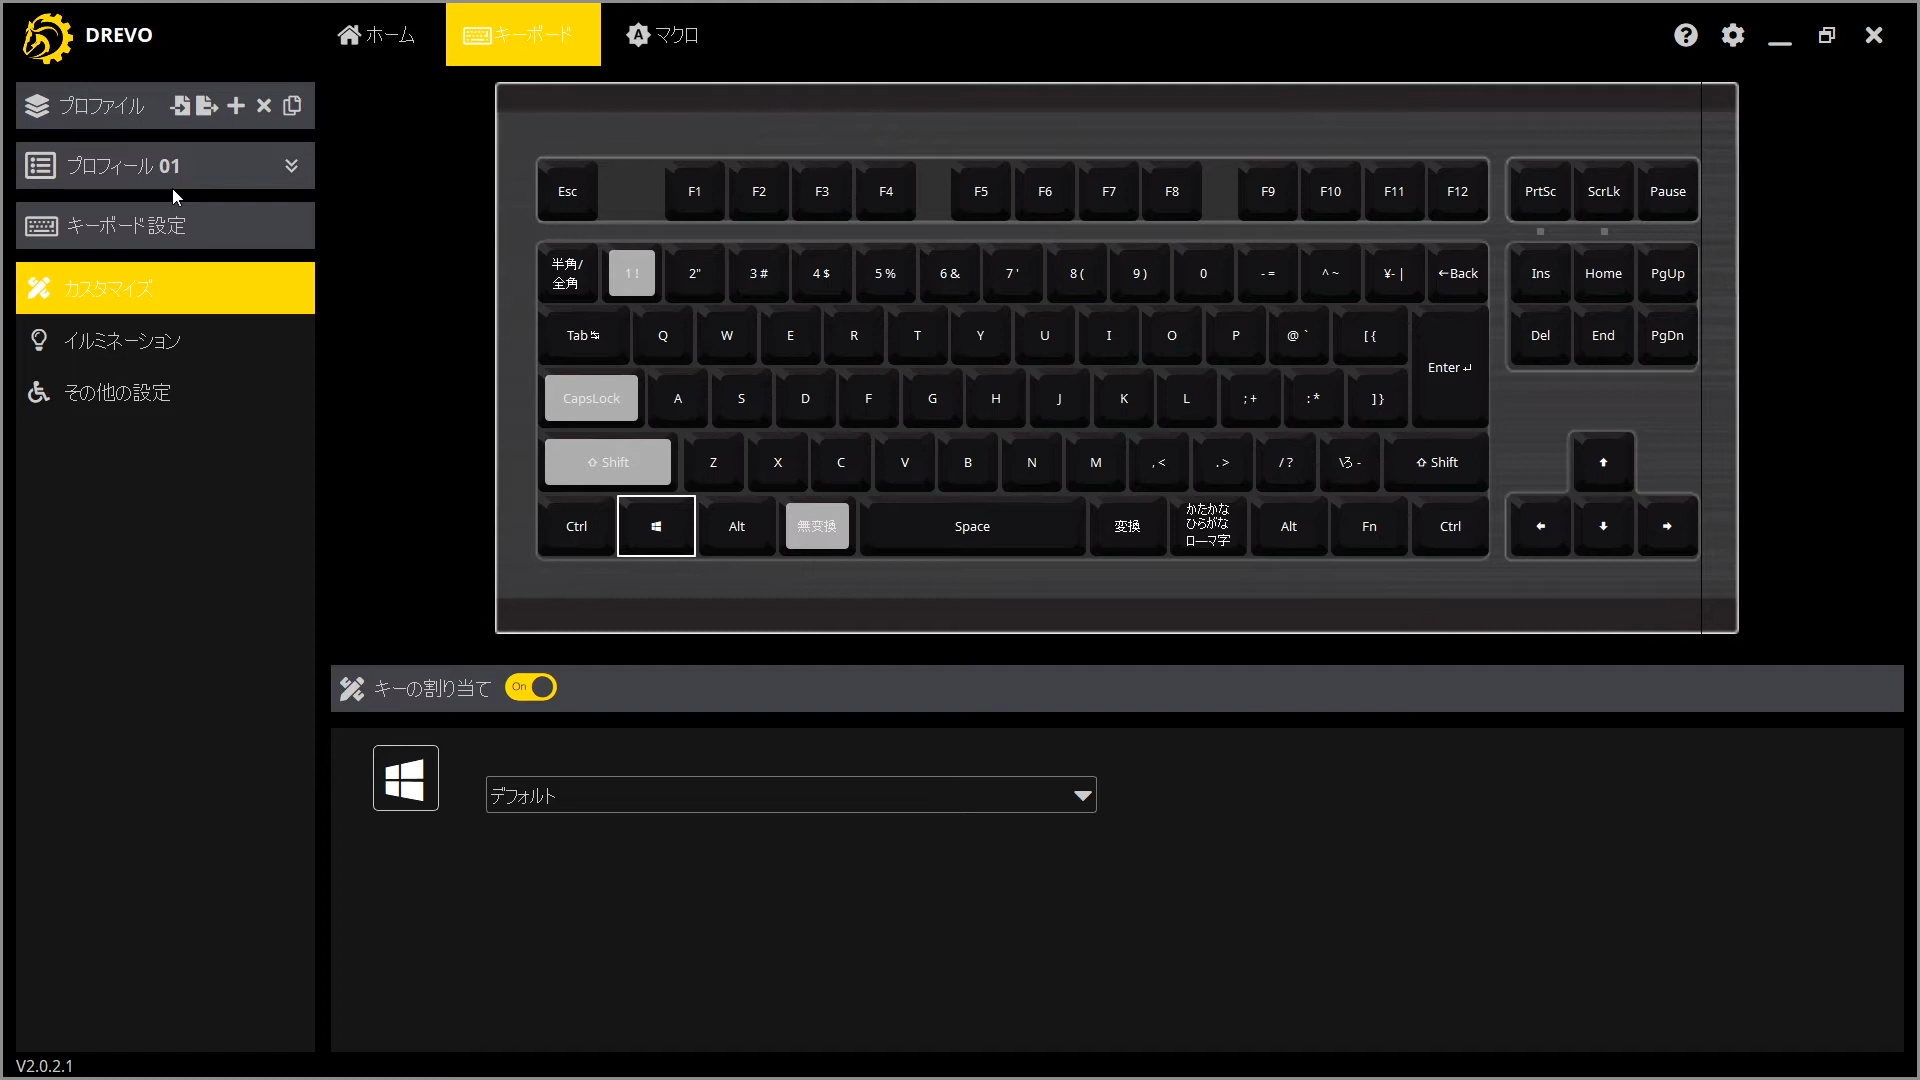 DREVO
ホーム
キーボード
マクロ
プロファイル
プロフィール 01
キーボード設定
カスタマイズ
イルミネーション
その他の設定
Esc F1 F2 F3 F4 F5 F6 F7 F8 F9 F10 F11 F12 PrtSc ScrLk Pause
半角/
全角 1 ! 2" 3 # 4 $ 5 % 6 & 7 ' 8 ( 9 ) 0 - = ^ ~ ¥- | ←Back Ins Home PgUp
Tab↹ Q W E R T Y U I O P @ ` [ { Enter↵ Del End PgDn
CapsLock A S D F G H J K L ; + : * ] }
⇧ Shift Z X C V B N M , < . > / ? \ろ - ⇧ Shift ↑
Ctrl Alt 無変換 Space 変換 かたかな
ひらがな
ローマ字 Alt Fn Ctrl ← ↓ →
キーの割り当て On
デフォルト
V2.0.2.1